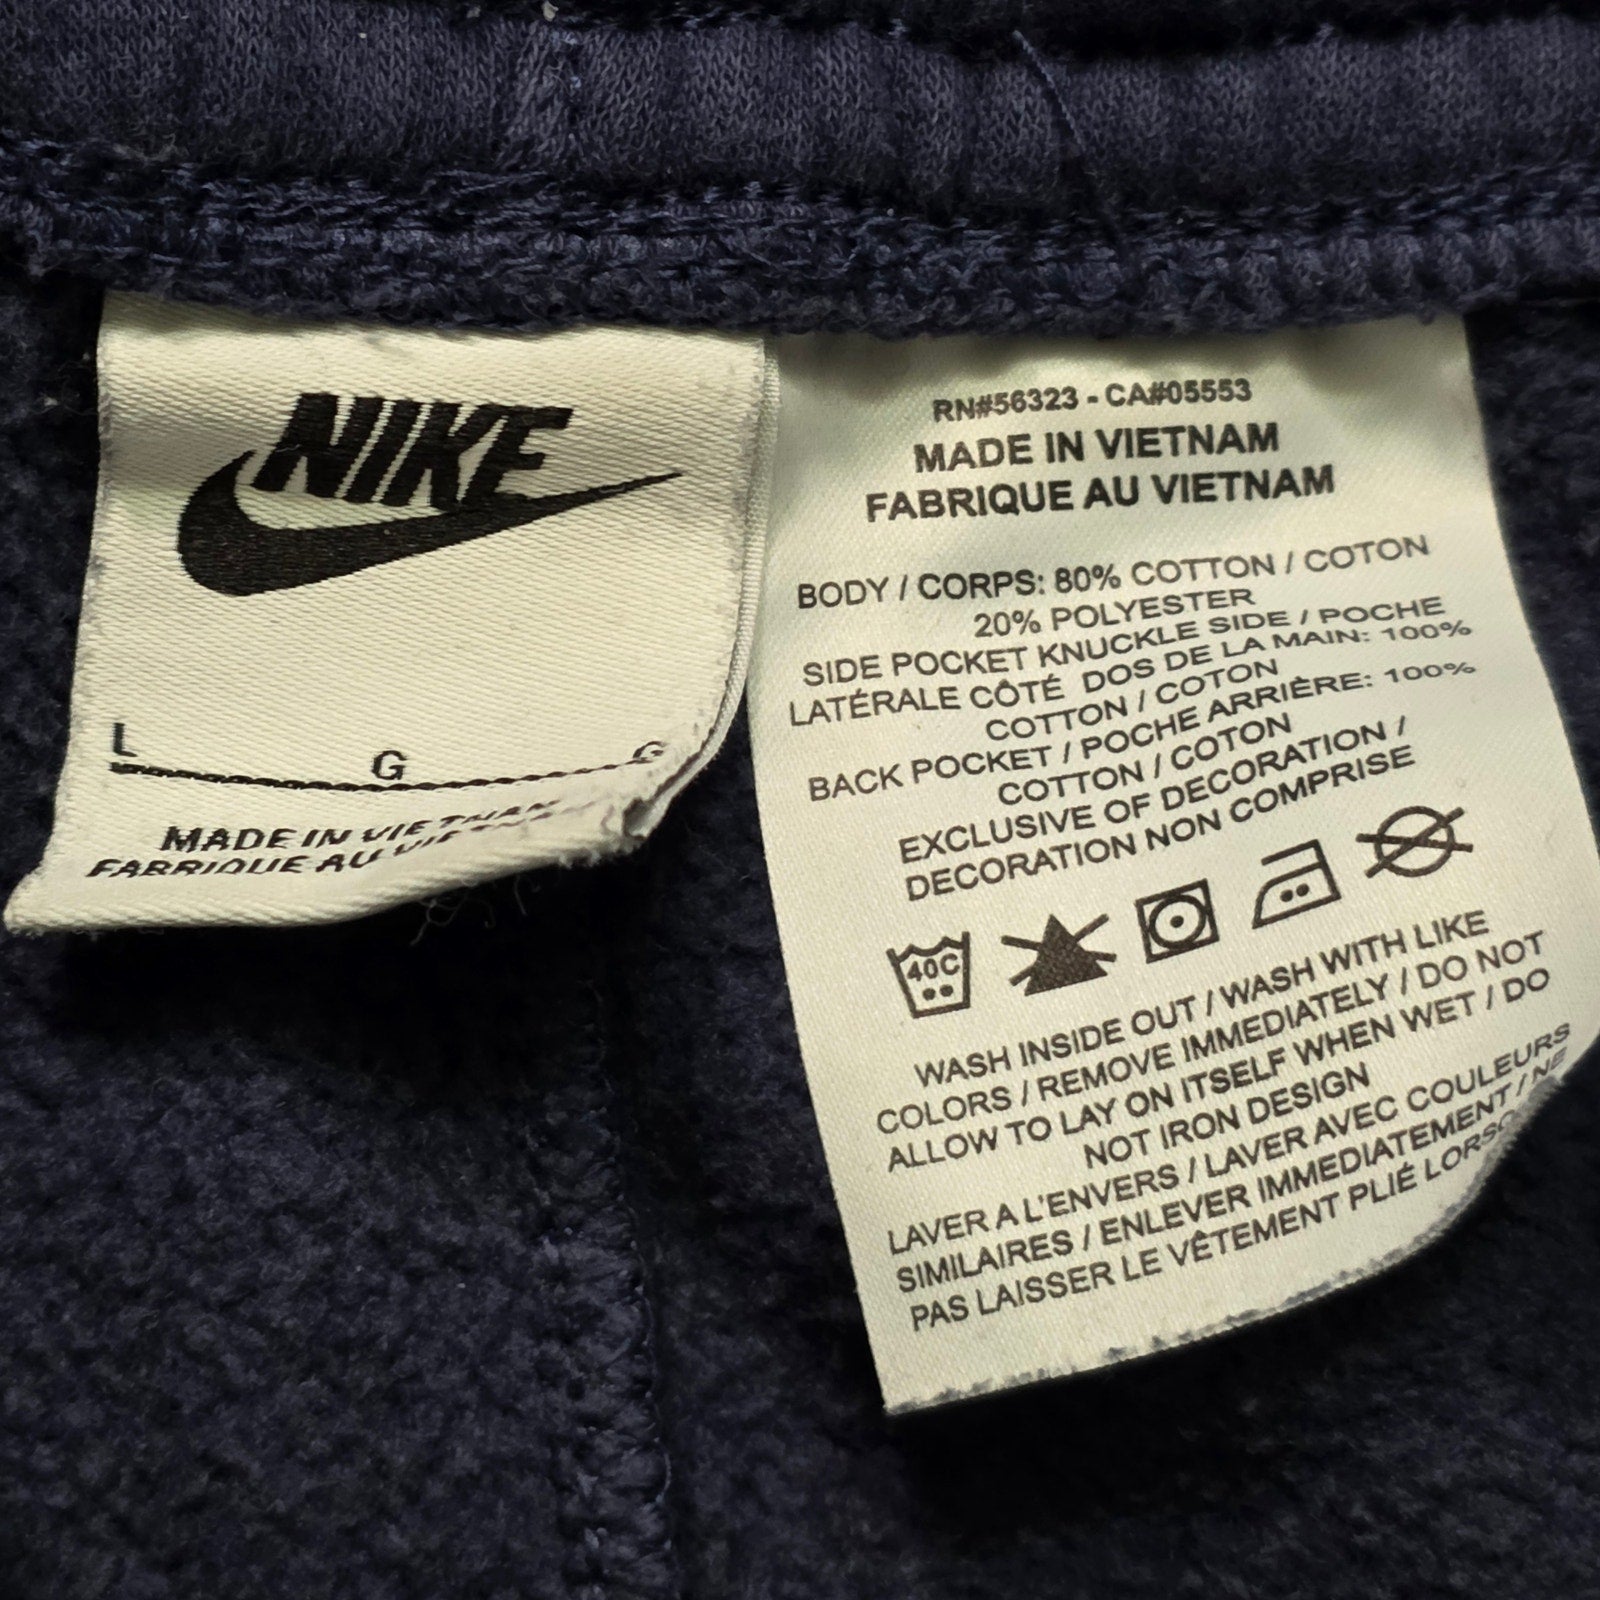 NIKE
L G G
MADE IN VIETNAM
FABRIQUE AU VIETNAM
RN#56323 - CA#05553
MADE IN VIETNAM
FABRIQUE AU VIETNAM
BODY / CORPS: 80% COTTON / COTON
20% POLYESTER
SIDE POCKET KNUCKLE SIDE / POCHE
LATÉRALE CÔTÉ DOS DE LA MAIN: 100%
COTTON / COTON
BACK POCKET / POCHE ARRIÈRE: 100%
COTTON / COTON
EXCLUSIVE OF DECORATION /
DECORATION NON COMPRISE
40C
WASH INSIDE OUT / WASH WITH LIKE
COLORS / REMOVE IMMEDIATELY / DO NOT
ALLOW TO LAY ON ITSELF WHEN WET / DO
NOT IRON DESIGN
LAVER A L'ENVERS / LAVER AVEC COULEURS
SIMILAIRES / ENLEVER IMMEDIATEMENT / NE
PAS LAISSER LE VÊTEMENT PLIÉ